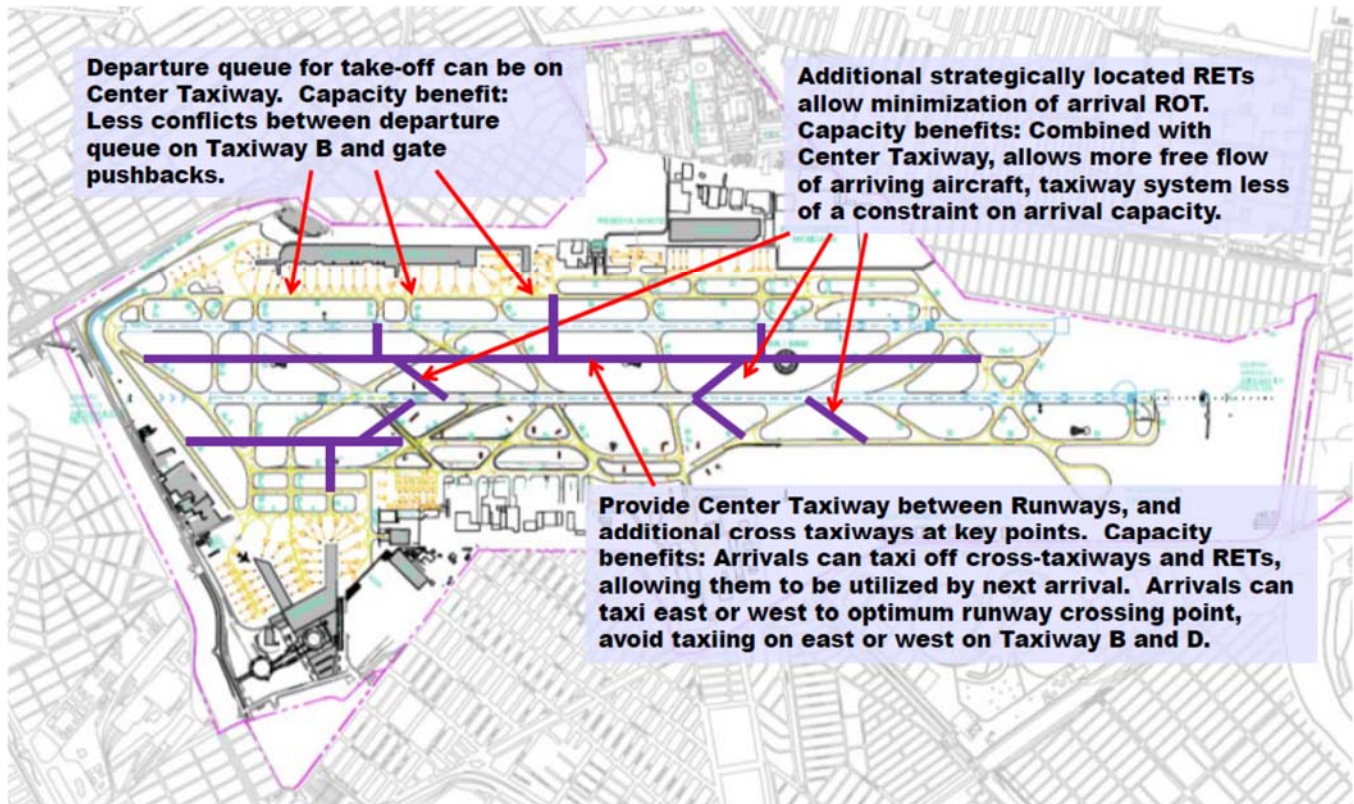 Departure queue for take-off can be on
Center Taxiway. Capacity benefit:
Less conflicts between departure
queue on Taxiway B and gate
pushbacks.
Additional strategically located RETs
allow minimization of arrival ROT.
Capacity benefits: Combined with
Center Taxiway, allows more free flow
of arriving aircraft, taxiway system less
of a constraint on arrival capacity.
Provide Center Taxiway between Runways, and
additional cross taxiways at key points. Capacity
benefits: Arrivals can taxi off cross-taxiways and RETs,
allowing them to be utilized by next arrival. Arrivals can
taxi east or west to optimum runway crossing point,
avoid taxiing on east or west on Taxiway B and D.